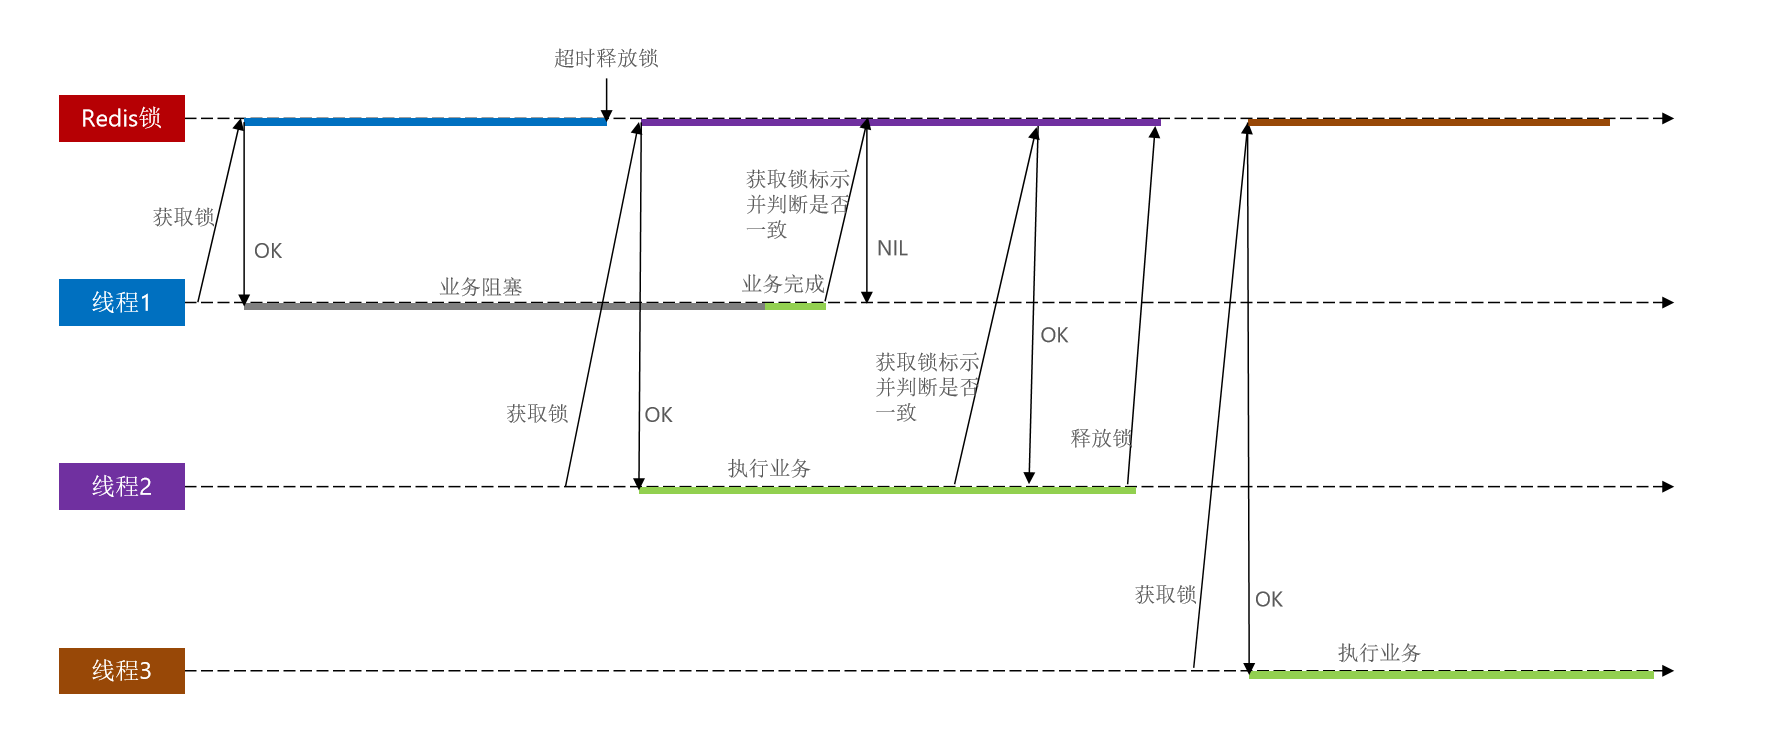 超时释放锁
Redis锁
获取锁标示
并判断是否
一致
获取锁
OK
NIL
业务阻塞
业务完成
线程1
OK
获取锁标示
并判断是否
一致
获取锁
OK
释放锁
执行业务
线程2
获取锁
OK
执行业务
线程3